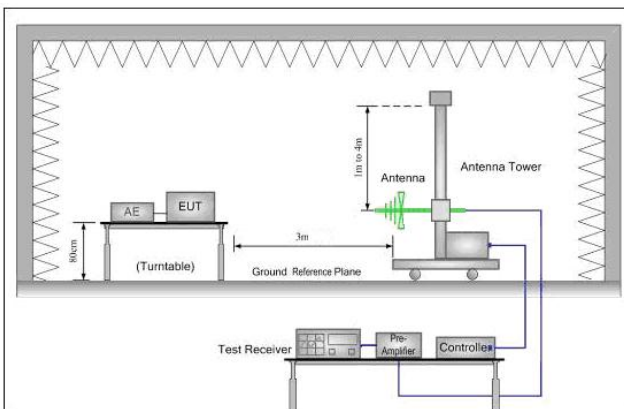 1m to 4m
Antenna
Antenna Tower
AE
EUT
3m
80cm
(Turntable)
Ground Reference Plane
Test Receiver
Pre-
Amplifier
Controller